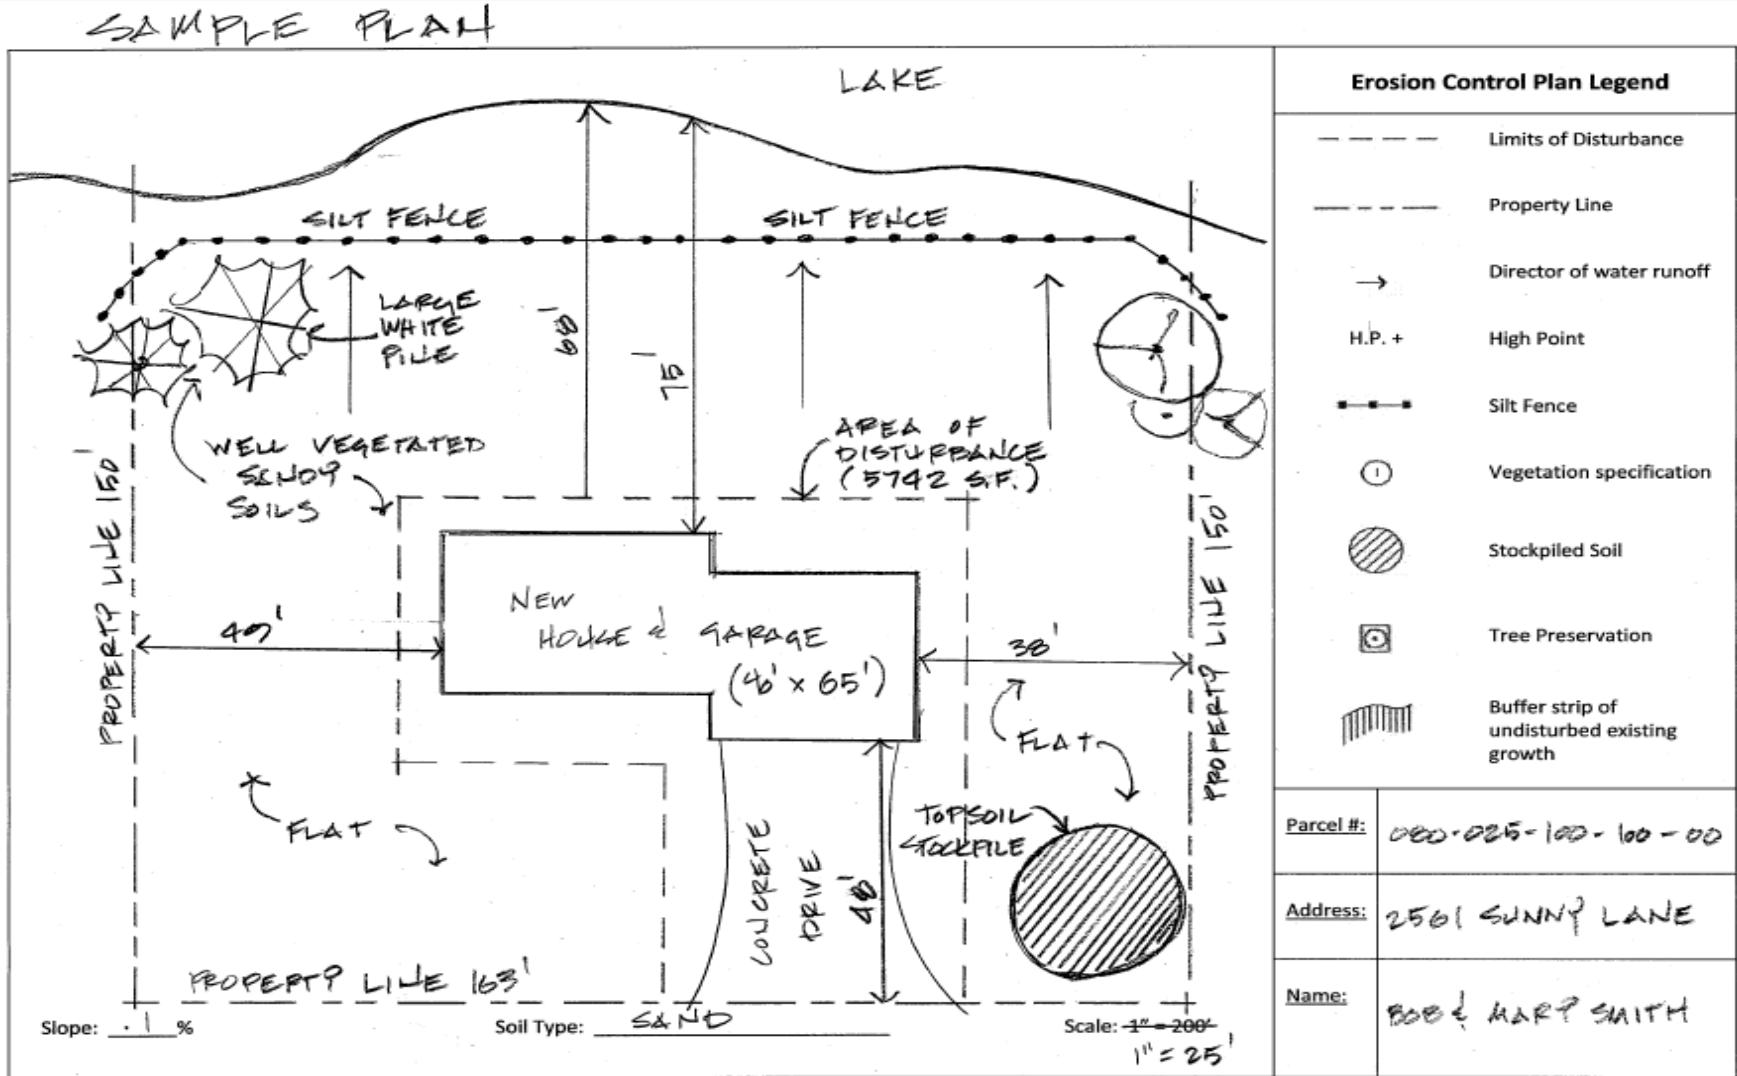 SAMPLE PLAN
LAKE
SILT FENCE
SILT FENCE
LARGE
WHITE
PINE
68'
75'
WELL VEGETATED
SANDY
SOILS
AREA OF
DISTURBANCE
(5742 S.F.)
PROPERTY LINE 150'
PROPERTY LINE 150'
NEW
HOUSE & GARAGE
( x 65')
38'
FLAT
FLAT
TOPSOIL
STOCKPILE
CONCRETE
DRIVE
48'
PROPERTY LINE 163'
Slope: .1 %
Soil Type: SAND
Scale: 1" = 200'
1" = 25'
Erosion Control Plan Legend
Limits of Disturbance
Property Line
Director of water runoff
H.P. + High Point
Silt Fence
1 Vegetation specification
Stockpiled Soil
Tree Preservation
Buffer strip of
undisturbed existing
growth
Parcel #: 080-025-100-100-00
Address: 2561 SUNNY LANE
Name: BOB & MARY SMITH